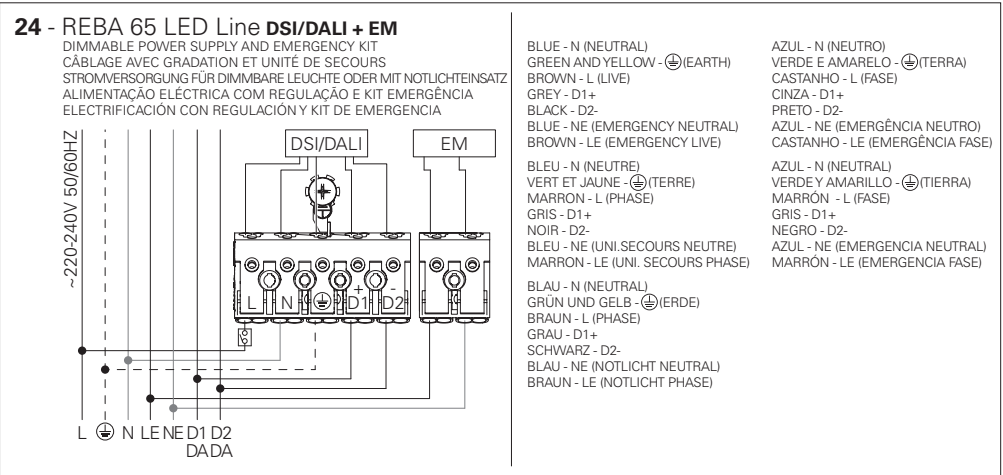 24 - REBA 65 LED Line DSI/DALI + EM
DIMMABLE POWER SUPPLY AND EMERGENCY KIT
CÂBLAGE AVEC GRADATION ET UNITÉ DE SECOURS
STROMVERSORGUNG FÜR DIMMBARE LEUCHTE ODER MIT NOTLICHTEINSATZ
ALIMENTAÇÃO ELÉCTRICA COM REGULAÇÃO E KIT EMERGÊNCIA
ELECTRIFICACIÓN CON REGULACIÓN Y KIT DE EMERGENCIA
~220-240V 50/60HZ
DSI/DALI
EM
L N ⏚ + D1 - D2
L ⏚ N LE NE D1 D2
DA DA
BLUE - N (NEUTRAL)
GREEN AND YELLOW - ⏚ (EARTH)
BROWN - L (LIVE)
GREY - D1+
BLACK - D2-
BLUE - NE (EMERGENCY NEUTRAL)
BROWN - LE (EMERGENCY LIVE)
BLEU - N (NEUTRE)
VERT ET JAUNE - ⏚ (TERRE)
MARRON - L (PHASE)
GRIS - D1+
NOIR - D2-
BLEU - NE (UNI.SECOURS NEUTRE)
MARRON - LE (UNI. SECOURS PHASE)
BLAU - N (NEUTRAL)
GRÜN UND GELB - ⏚ (ERDE)
BRAUN - L (PHASE)
GRAU - D1+
SCHWARZ - D2-
BLAU - NE (NOTLICHT NEUTRAL)
BRAUN - LE (NOTLICHT PHASE)
AZUL - N (NEUTRO)
VERDE E AMARELO - ⏚ (TERRA)
CASTANHO - L (FASE)
CINZA - D1+
PRETO - D2-
AZUL - NE (EMERGÊNCIA NEUTRO)
CASTANHO - LE (EMERGÊNCIA FASE)
AZUL - N (NEUTRAL)
VERDE Y AMARILLO - ⏚ (TIERRA)
MARRÓN - L (FASE)
GRIS - D1+
NEGRO - D2-
AZUL - NE (EMERGENCIA NEUTRAL)
MARRÓN - LE (EMERGENCIA FASE)